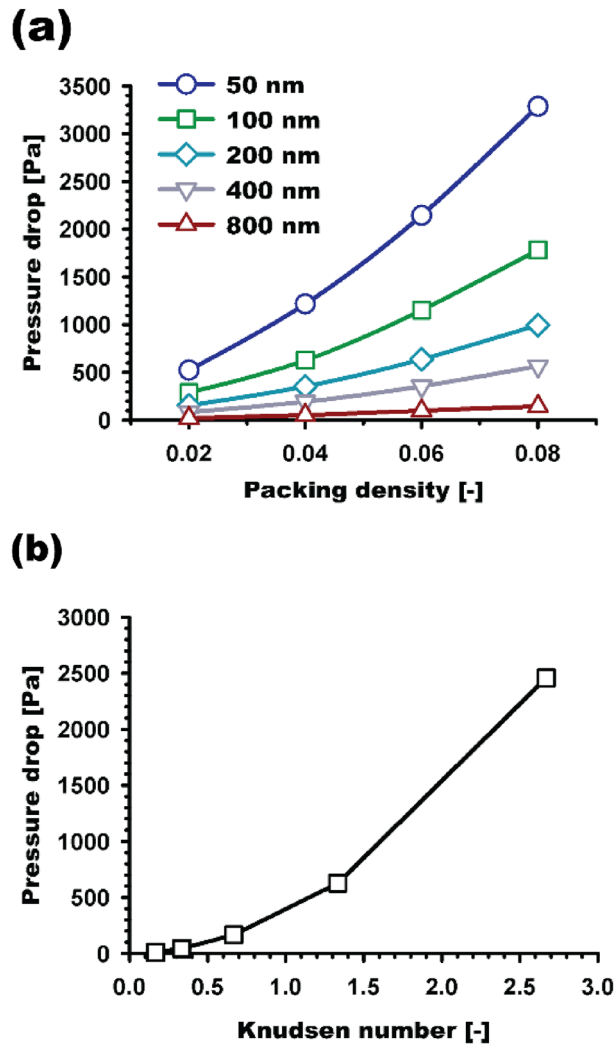 (a)
50 nm
100 nm
200 nm
400 nm
800 nm
Pressure drop [Pa]
3500
3000
2500
2000
1500
1000
500
0
0.02 0.04 0.06 0.08
Packing density [-]
(b)
Pressure drop [Pa]
3000
2500
2000
1500
1000
500
0
0.0 0.5 1.0 1.5 2.0 2.5 3.0
Knudsen number [-]